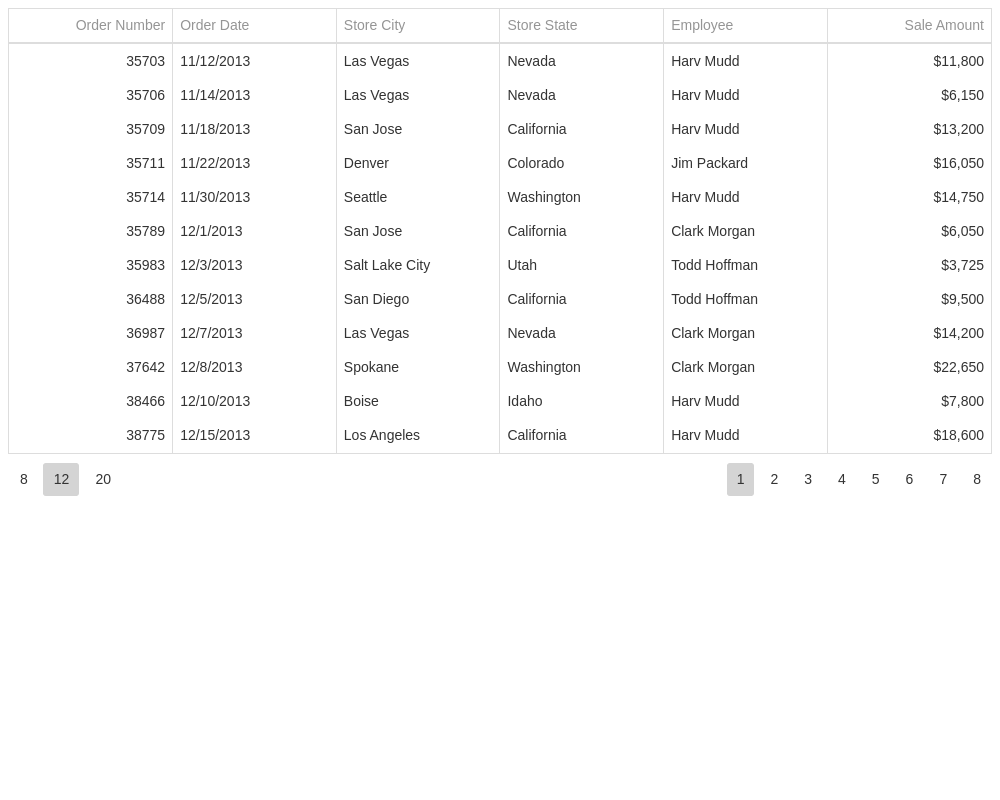 Order Number Order Date Store City Store State Employee Sale Amount
35703 11/12/2013 Las Vegas Nevada Harv Mudd $11,800
35706 11/14/2013 Las Vegas Nevada Harv Mudd $6,150
35709 11/18/2013 San Jose California Harv Mudd $13,200
35711 11/22/2013 Denver Colorado Jim Packard $16,050
35714 11/30/2013 Seattle Washington Harv Mudd $14,750
35789 12/1/2013 San Jose California Clark Morgan $6,050
35983 12/3/2013 Salt Lake City Utah Todd Hoffman $3,725
36488 12/5/2013 San Diego California Todd Hoffman $9,500
36987 12/7/2013 Las Vegas Nevada Clark Morgan $14,200
37642 12/8/2013 Spokane Washington Clark Morgan $22,650
38466 12/10/2013 Boise Idaho Harv Mudd $7,800
38775 12/15/2013 Los Angeles California Harv Mudd $18,600
8 12 20 1 2 3 4 5 6 7 8